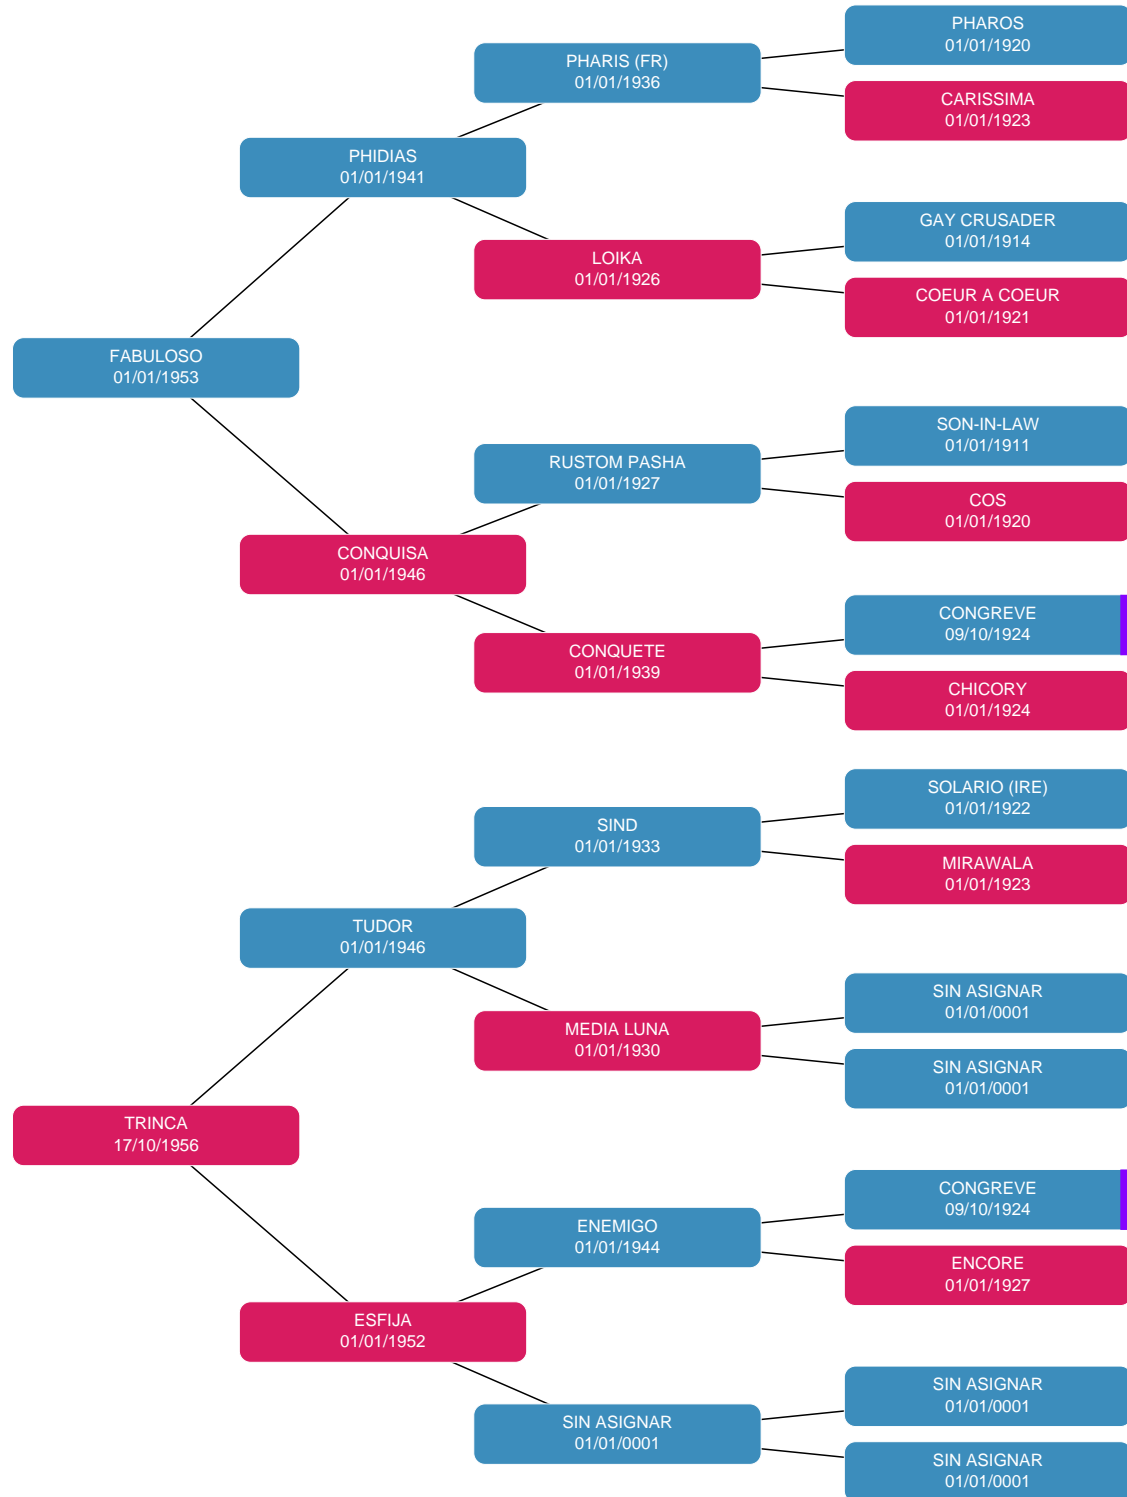 PHAROS
01/01/1920
PHARIS (FR)
01/01/1936
CARISSIMA
01/01/1923
PHIDIAS
01/01/1941
GAY CRUSADER
01/01/1914
LOIKA
01/01/1926
COEUR A COEUR
01/01/1921
FABULOSO
01/01/1953
SON-IN-LAW
01/01/1911
RUSTOM PASHA
01/01/1927
COS
01/01/1920
CONQUISA
01/01/1946
CONGREVE
09/10/1924
CONQUETE
01/01/1939
CHICORY
01/01/1924
SOLARIO (IRE)
01/01/1922
SIND
01/01/1933
MIRAWALA
01/01/1923
TUDOR
01/01/1946
SIN ASIGNAR
01/01/0001
MEDIA LUNA
01/01/1930
SIN ASIGNAR
01/01/0001
TRINCA
17/10/1956
CONGREVE
09/10/1924
ENEMIGO
01/01/1944
ENCORE
01/01/1927
ESFIJA
01/01/1952
SIN ASIGNAR
01/01/0001
SIN ASIGNAR
01/01/0001
SIN ASIGNAR
01/01/0001